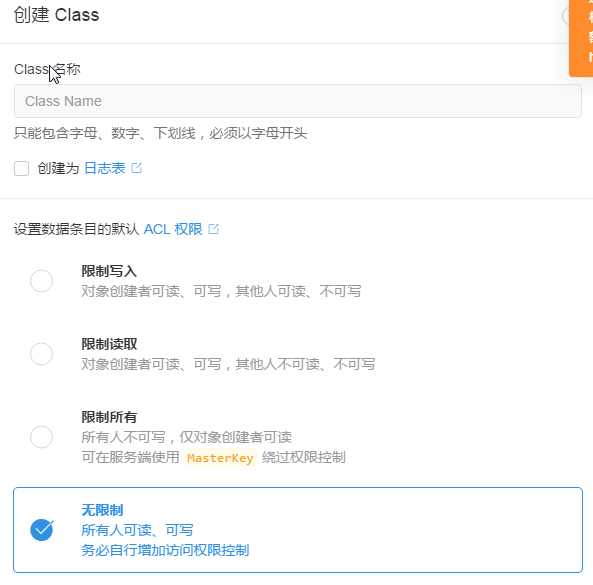 创建 Class
Class 名称
Class Name
只能包含字母、数字、下划线，必须以字母开头
创建为 日志表
设置数据条目的默认 ACL 权限
限制写入
对象创建者可读、可写，其他人可读、不可写
限制读取
对象创建者可读、可写，其他人不可读、不可写
限制所有
所有人不可写，仅对象创建者可读
可在服务端使用 MasterKey 绕过权限控制
无限制
所有人可读、可写
务必自行增加访问权限控制